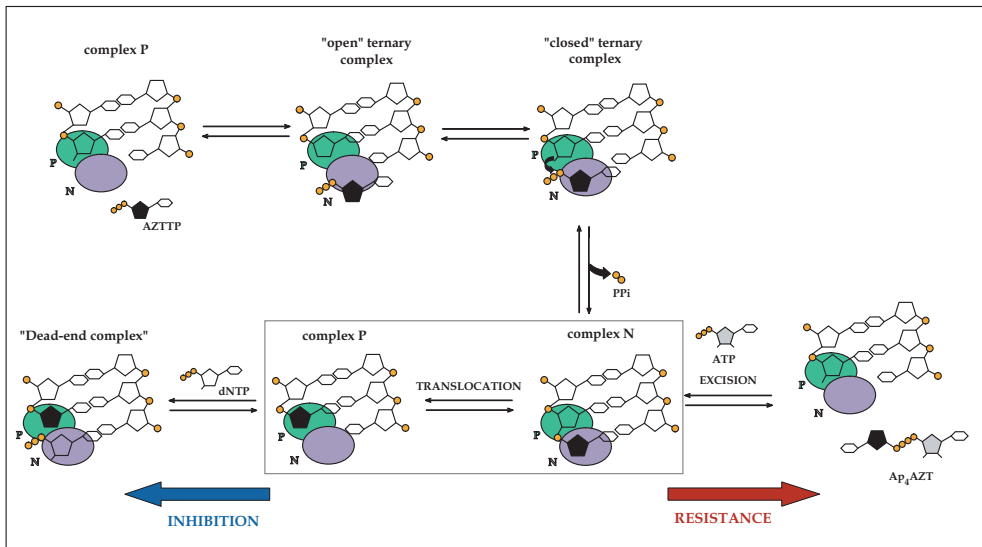 complex P
"open" ternary
complex
"closed" ternary
complex
P
N
AZTTP
P
N
P
N
PPi
"Dead-end complex"
complex P
complex N
ATP
dNTP
TRANSLOCATION
EXCISION
P
N
P
N
P
N
P
N
Ap₄AZT
INHIBITION
RESISTANCE